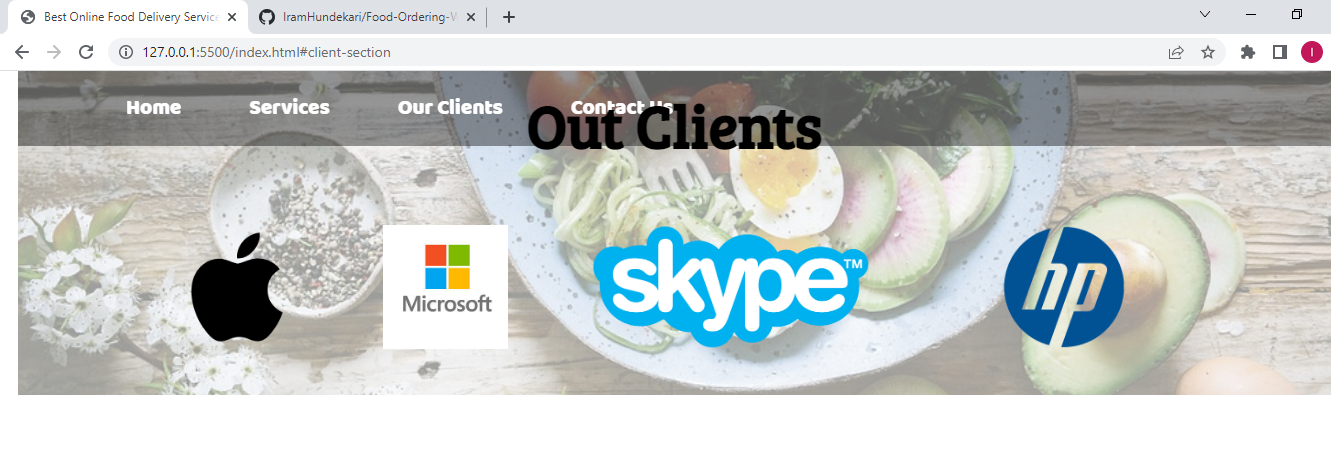 Best Online Food Delivery Service
IramHundekari/Food-Ordering-W
127.0.0.1:5500/index.html#client-section
I
Home Services Our Clients Contact Us
Out Clients
Microsoft
skype™
hp